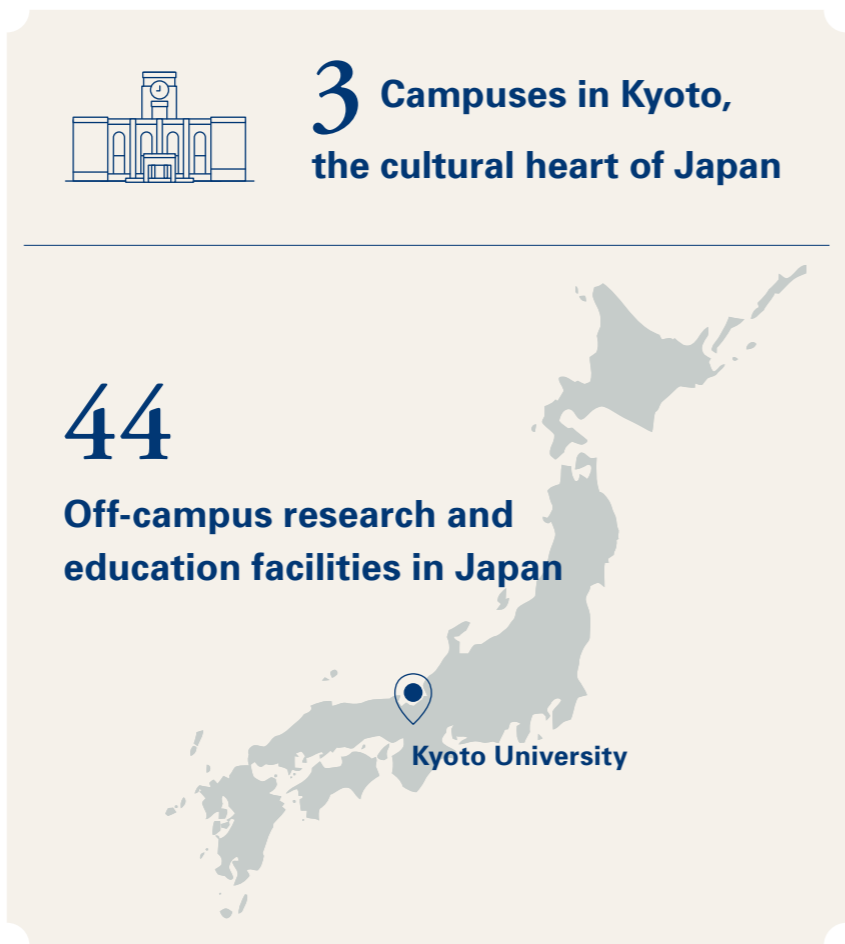 3 Campuses in Kyoto,
the cultural heart of Japan
44
Off-campus research and
education facilities in Japan
Kyoto University